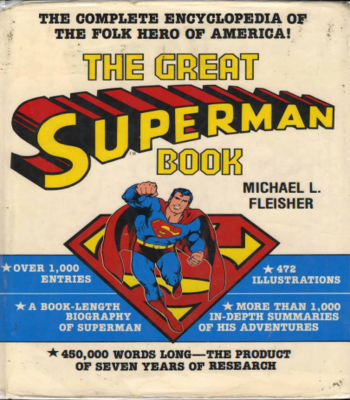 THE COMPLETE ENCYCLOPEDIA OF
THE FOLK HERO OF AMERICA!
THE GREAT
SUPERMAN
TM
BOOK
MICHAEL L.
FLEISHER
★OVER 1,000
ENTRIES
★472
ILLUSTRATIONS
★A BOOK-LENGTH
BIOGRAPHY
OF SUPERMAN
★MORE THAN 1,000
IN-DEPTH SUMMARIES
OF HIS ADVENTURES
★450,000 WORDS LONG—THE PRODUCT
OF SEVEN YEARS OF RESEARCH